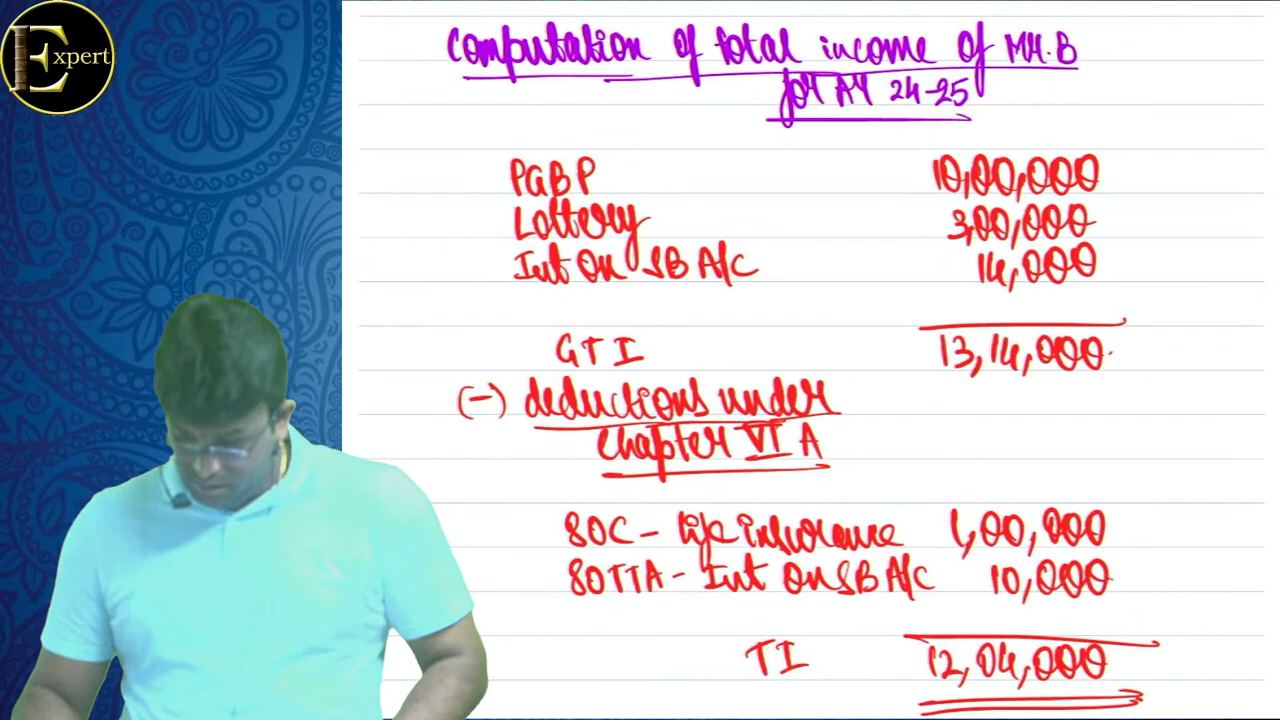 Expert
Computation of total income of Mr. B
for AY 24-25
PGBP 10,00,000
Lottery 3,00,000
Int on SB A/C 14,000
GTI 13,14,000
(-) deductions under
chapter VI A
80C - life insurance 1,00,000
80TTA - Int on SB A/C 10,000
TI 12,04,000